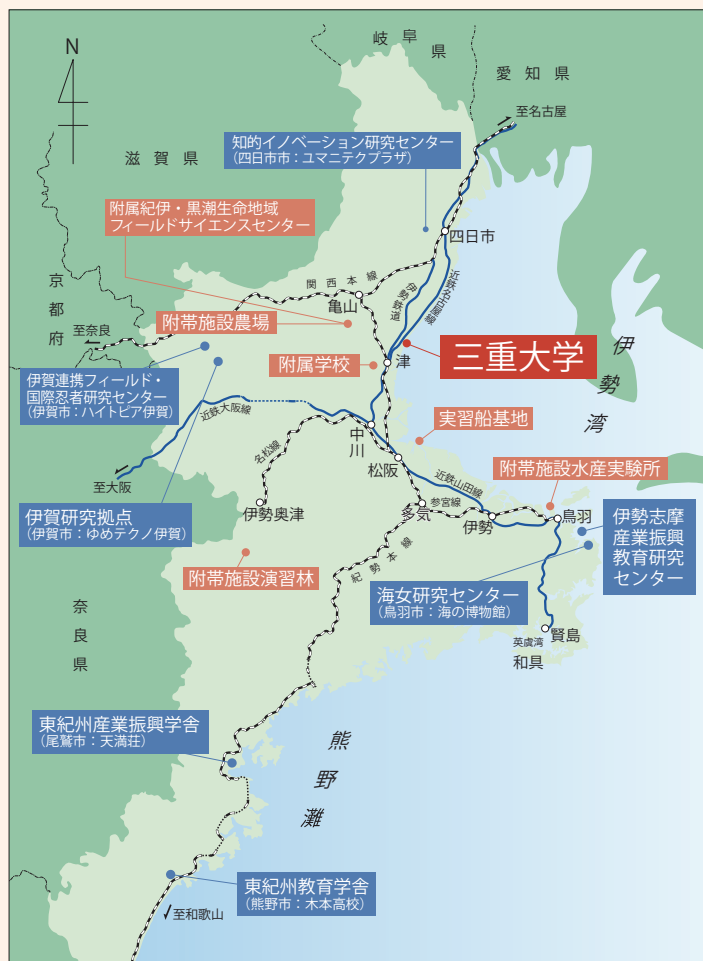 N
岐阜県
愛知県
至名古屋
滋賀県
知的イノベーション研究センター
（四日市市：ユマニテクプラザ）
附属紀伊・黒潮生命地域
フィールドサイエンスセンター
四日市
京都府
関西本線
伊勢鉄道
近鉄名古屋線
亀山
至奈良
附帯施設農場
三重大学
伊勢湾
附属学校
津
伊賀連携フィールド・
国際忍者研究センター
（伊賀市：ハイトピア伊賀）
近鉄大阪線
実習船基地
中川
名松線
松阪
至大阪
近鉄山田線
附帯施設水産実験所
伊賀研究拠点
（伊賀市：ゆめテクノ伊賀）
伊勢奥津
多気
参宮線
伊勢
鳥羽
伊勢志摩
産業振興
教育研究
センター
紀勢本線
附帯施設演習林
海女研究センター
（鳥羽市：海の博物館）
奈良県
賢島
英虞湾
和具
東紀州産業振興学舎
（尾鷲市：天満荘）
熊野灘
東紀州教育学舎
（熊野市：木本高校）
至和歌山